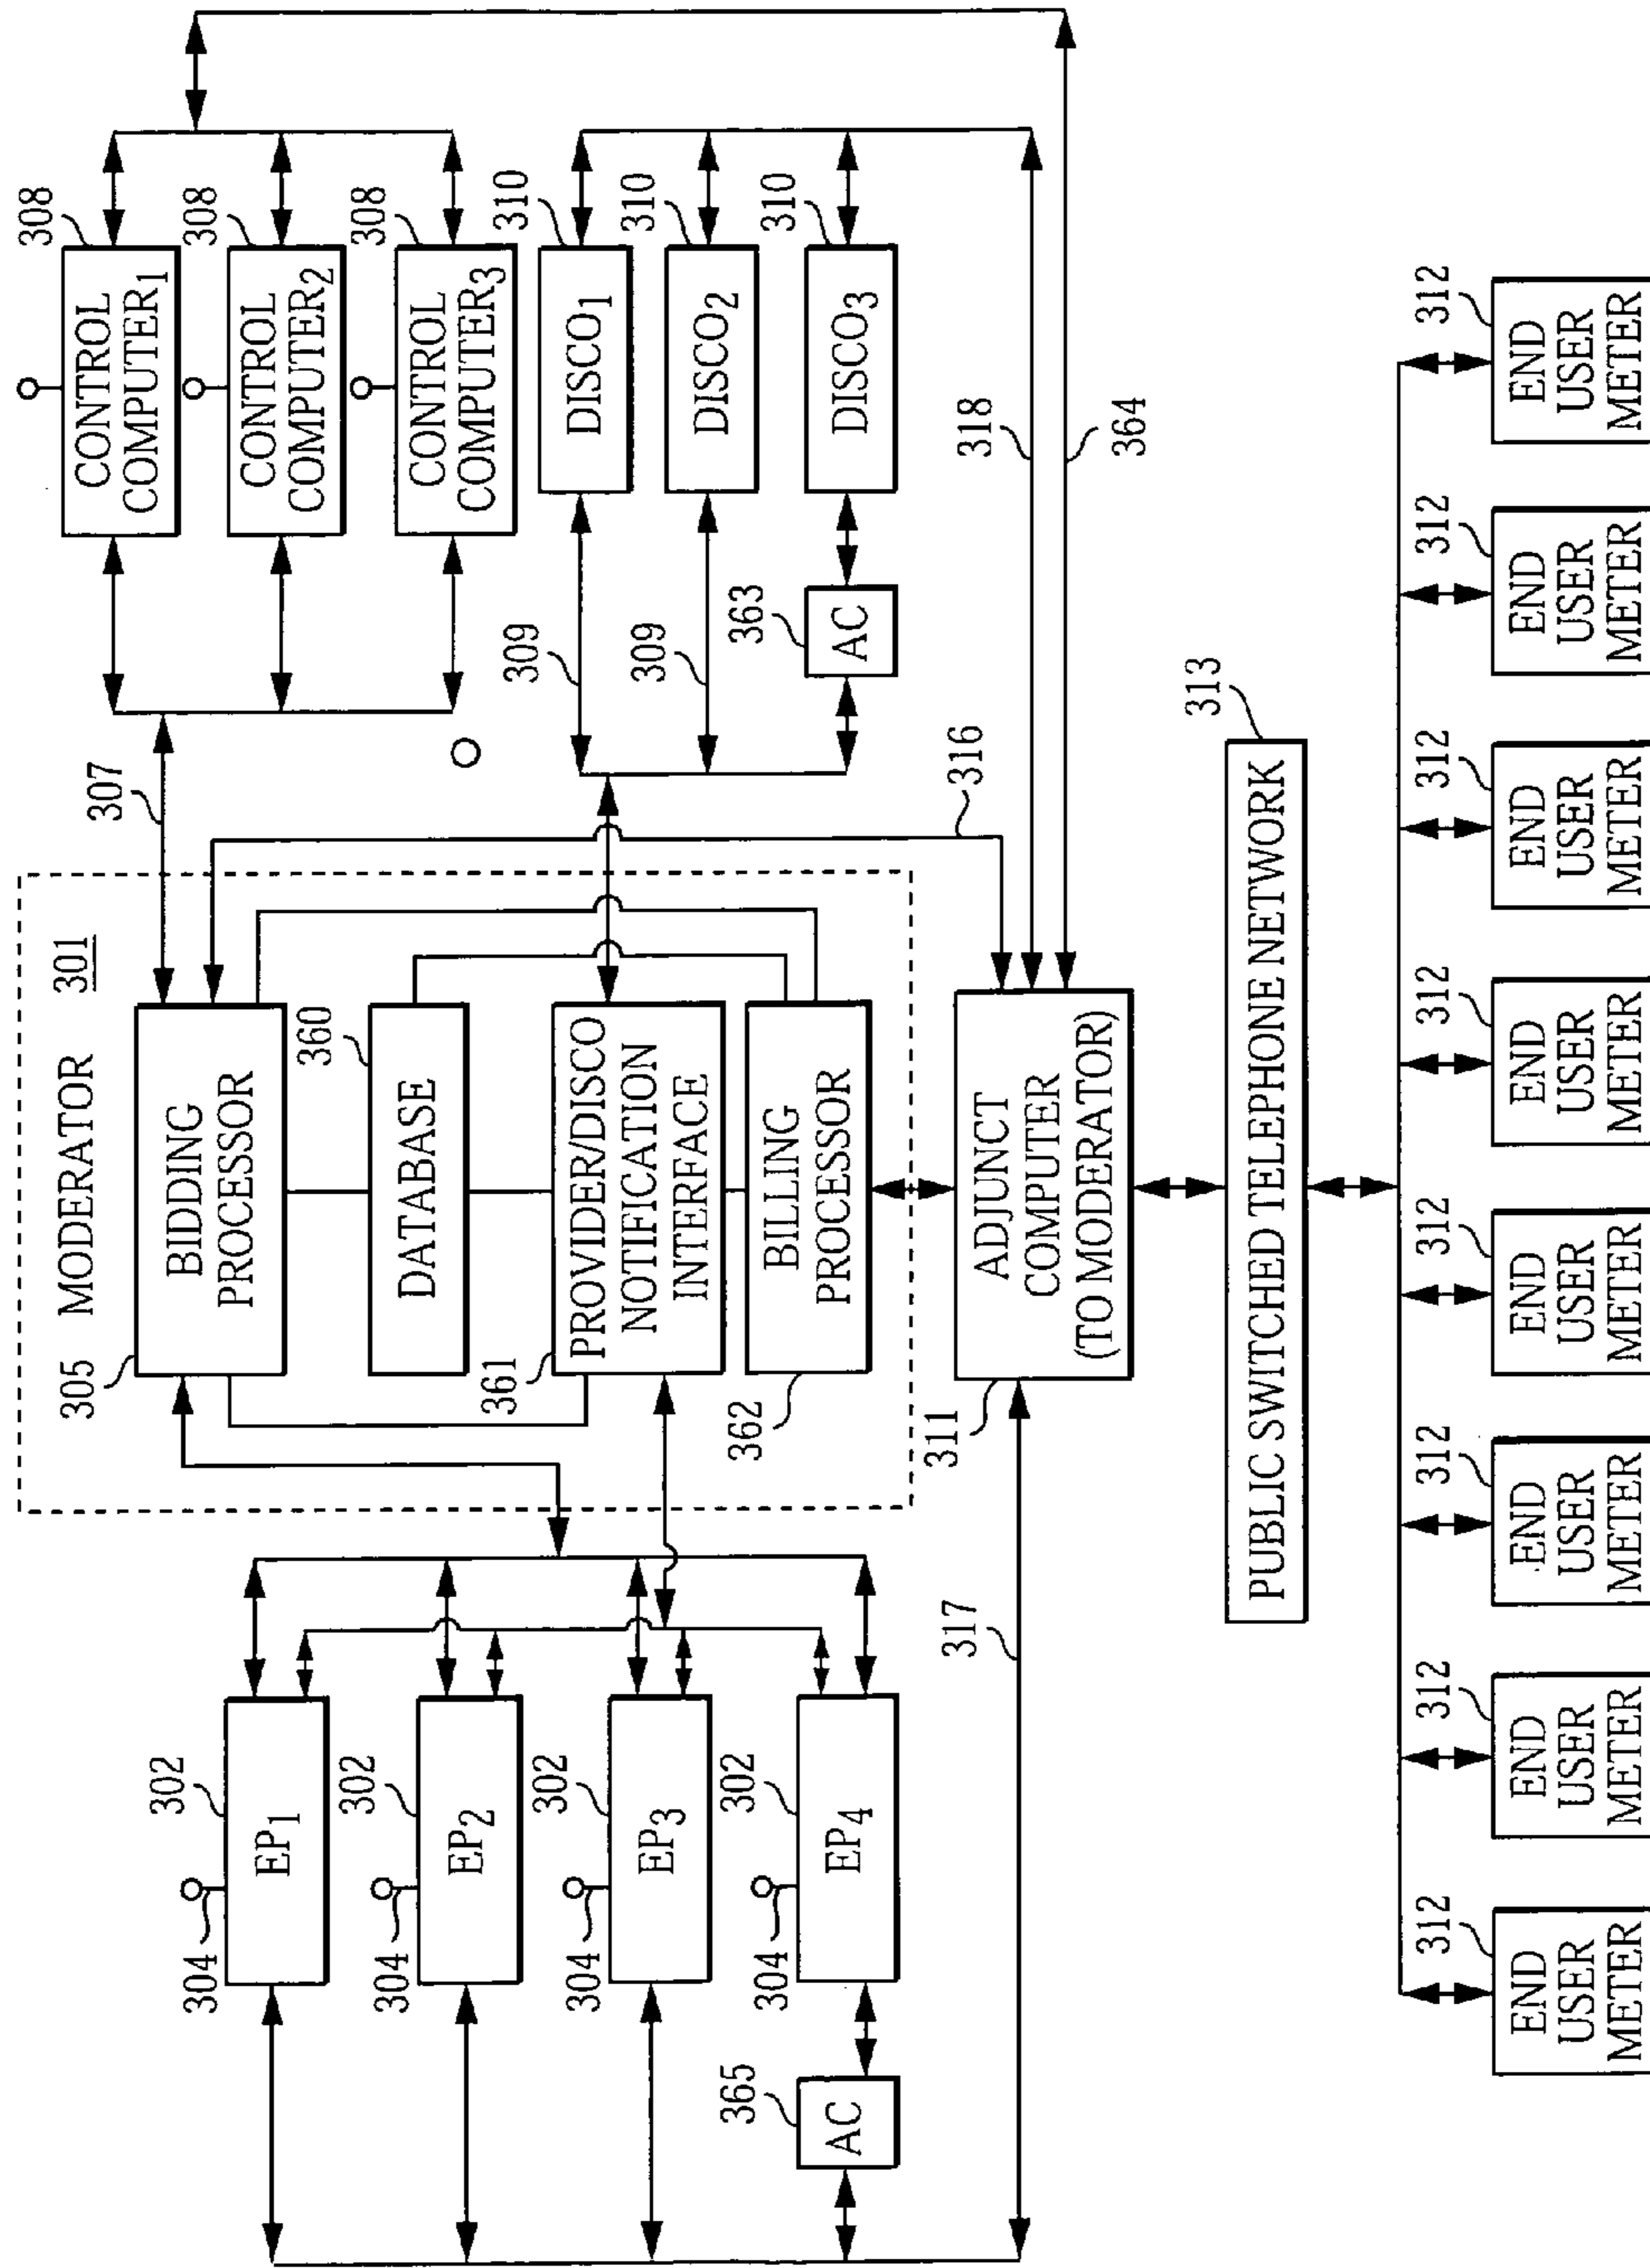 301
MODERATOR
305
BIDDING
PROCESSOR
360
DATABASE
361
PROVIDER/DISCO
NOTIFICATION
INTERFACE
362
BILLING
PROCESSOR
302
EP1
304
302
EP2
304
302
EP3
304
302
EP4
304
365
AC
307
308
CONTROL
COMPUTER1
308
CONTROL
COMPUTER2
308
CONTROL
COMPUTER3
309
310
DISCO1
309
310
DISCO2
363
AC
310
DISCO3
316
318
364
317
311
ADJUNCT
COMPUTER
(TO MODERATOR)
313
PUBLIC SWITCHED TELEPHONE NETWORK
312
END
USER
METER
312
END
USER
METER
312
END
USER
METER
312
END
USER
METER
312
END
USER
METER
312
END
USER
METER
312
END
USER
METER
312
END
USER
METER